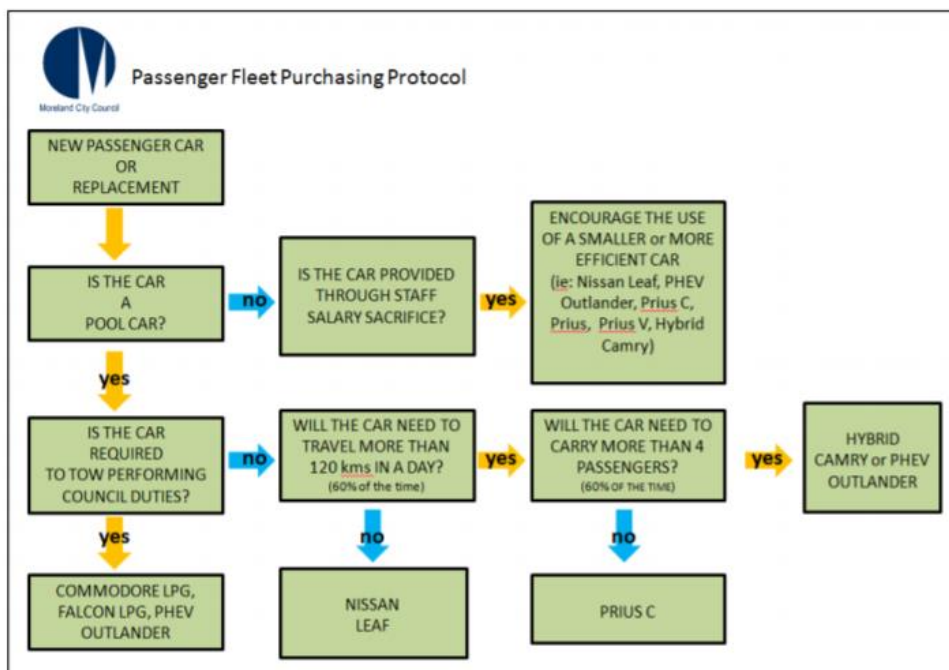 Moreland City Council
Passenger Fleet Purchasing Protocol
NEW PASSENGER CAR
OR
REPLACEMENT
IS THE CAR
A
POOL CAR?
no
IS THE CAR PROVIDED
THROUGH STAFF
SALARY SACRIFICE?
yes
ENCOURAGE THE USE
OF A SMALLER or MORE
EFFICIENT CAR
(ie: Nissan Leaf, PHEV
Outlander, Prius C,
Prius, Prius V, Hybrid
Camry)
yes
IS THE CAR
REQUIRED
TO TOW PERFORMING
COUNCIL DUTIES?
no
WILL THE CAR NEED TO
TRAVEL MORE THAN
120 kms IN A DAY?
(60% of the time)
yes
WILL THE CAR NEED TO
CARRY MORE THAN 4
PASSENGERS?
(60% OF THE TIME)
yes
HYBRID
CAMRY or PHEV
OUTLANDER
yes
no
no
COMMODORE LPG,
FALCON LPG, PHEV
OUTLANDER
NISSAN
LEAF
PRIUS C